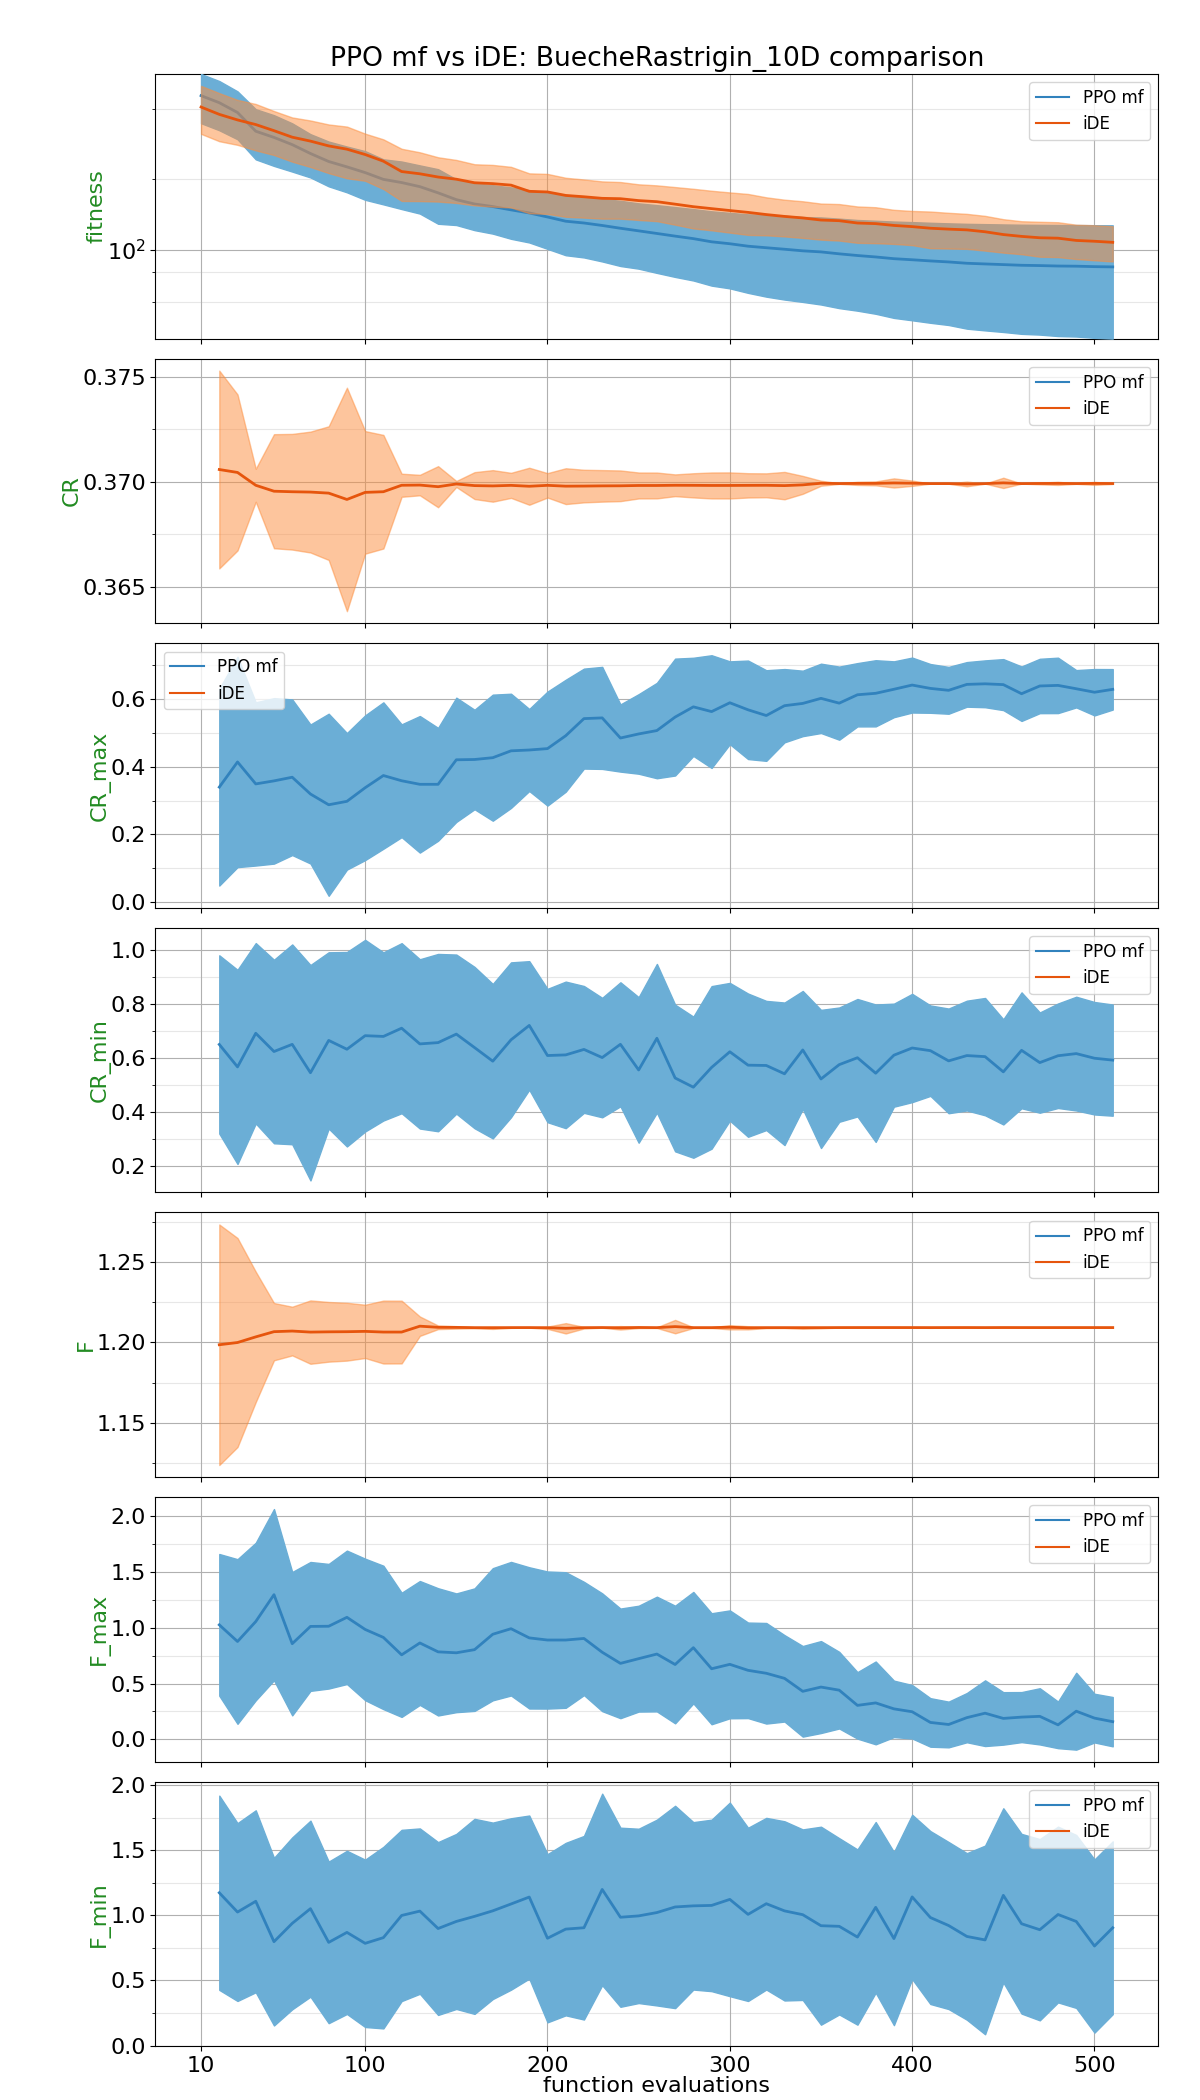 PPO mf vs iDE: BuecheRastrigin_10D comparison
fitness
10²
PPO mf
iDE
CR
0.375
0.370
0.365
PPO mf
iDE
CR_max
0.6
0.4
0.2
0.0
PPO mf
iDE
CR_min
1.0
0.8
0.6
0.4
0.2
PPO mf
iDE
F
1.25
1.20
1.15
PPO mf
iDE
F_max
2.0
1.5
1.0
0.5
0.0
PPO mf
iDE
F_min
2.0
1.5
1.0
0.5
0.0
PPO mf
iDE
10 100 200 300 400 500
function evaluations